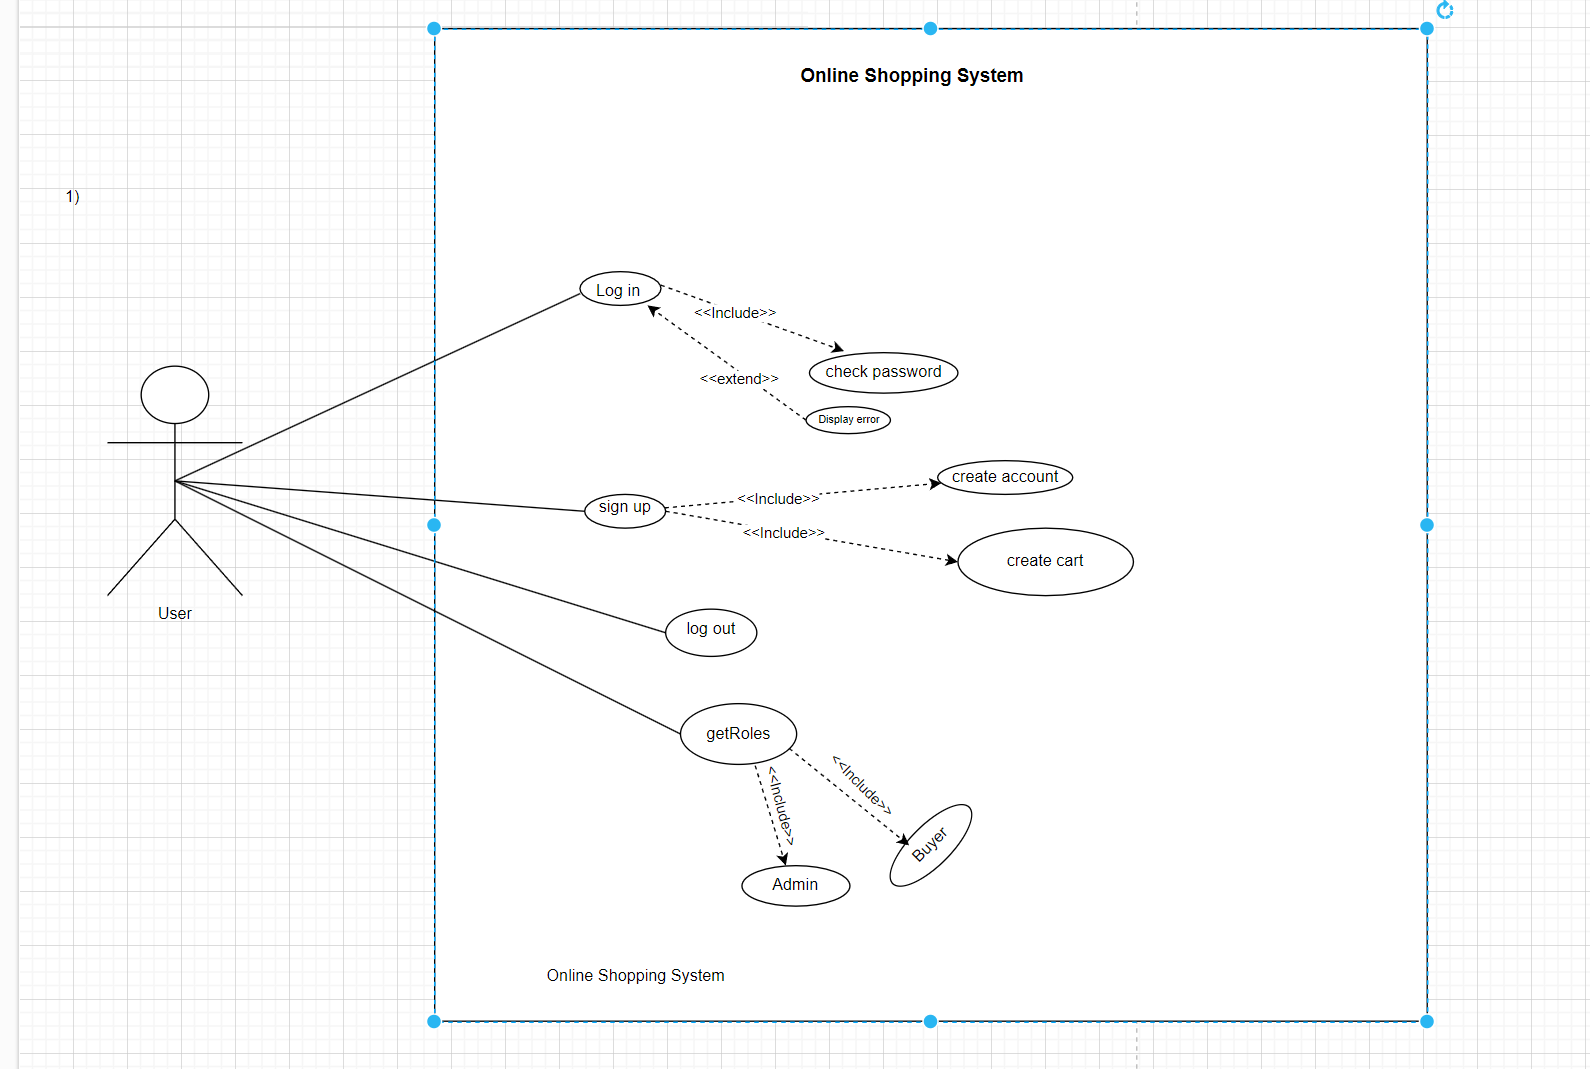 Online Shopping System
1)
Log in
<<Include>>
check password
<<extend>>
Display error
create account
<<Include>>
sign up
<<Include>>
create cart
User
log out
getRoles
<<Include>>
<<Include>>
Buyer
Admin
Online Shopping System